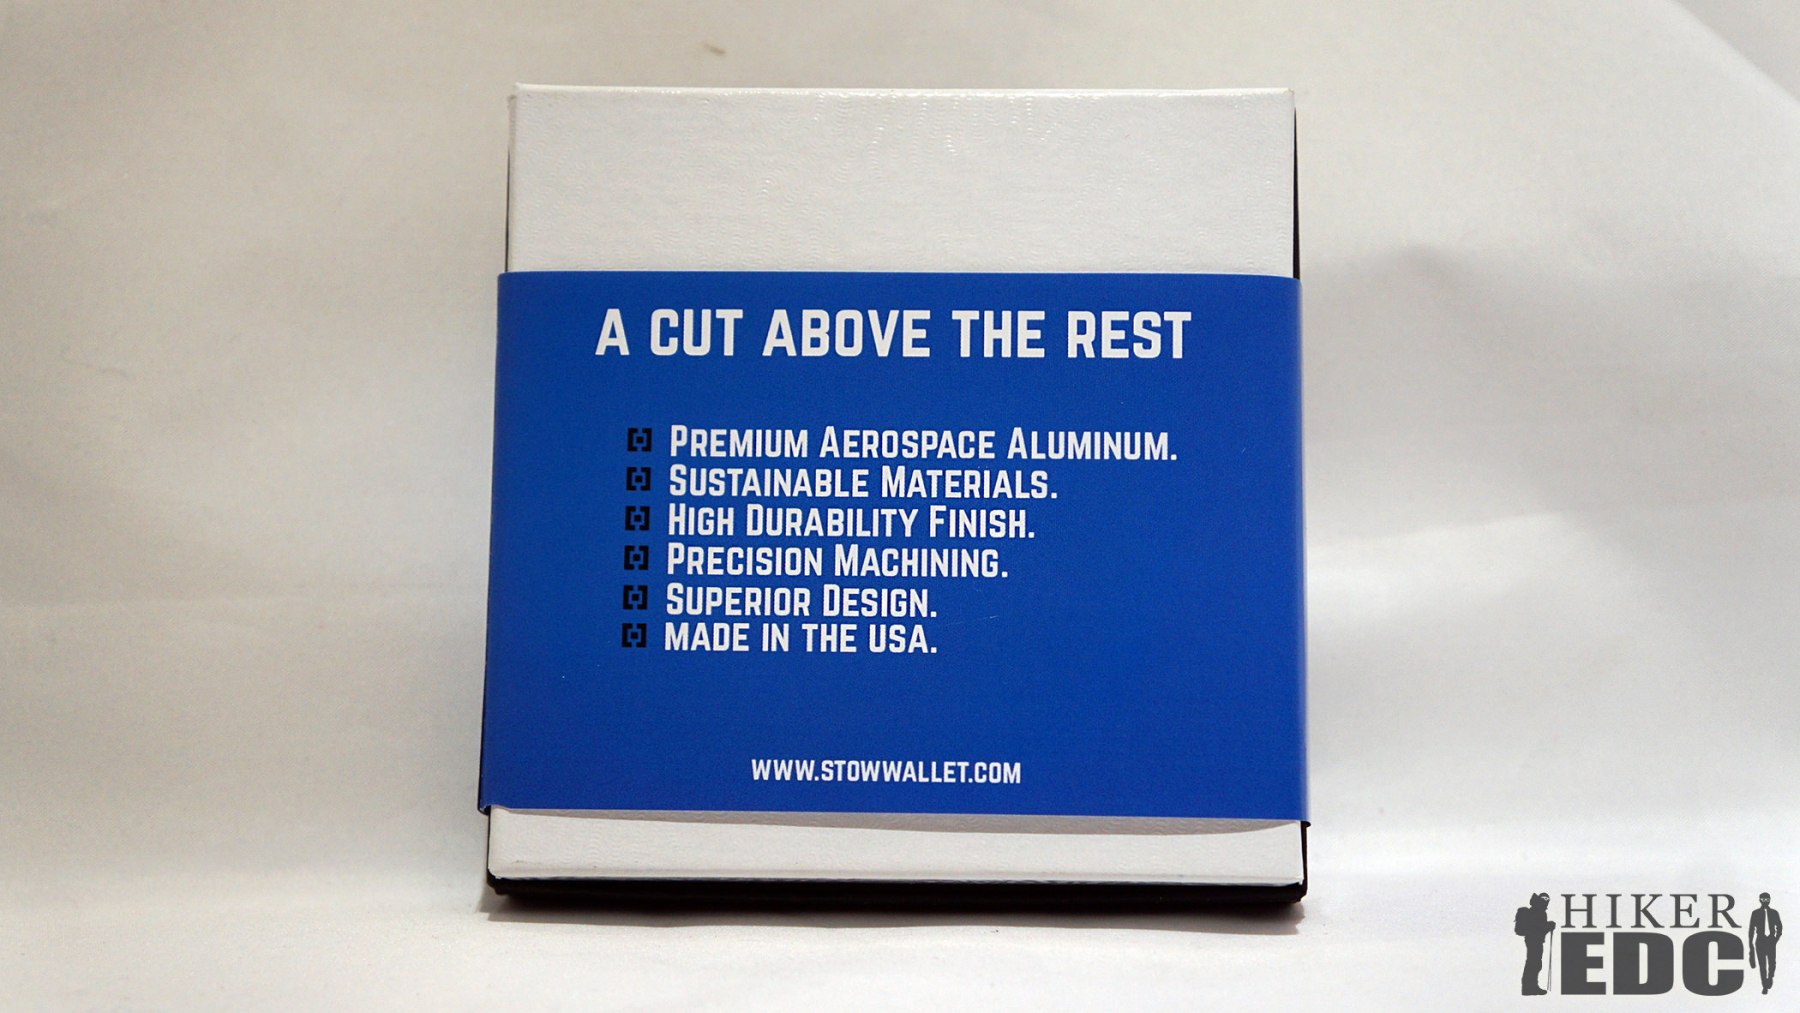 A CUT ABOVE THE REST
PREMIUM AEROSPACE ALUMINUM.
SUSTAINABLE MATERIALS.
HIGH DURABILITY FINISH.
PRECISION MACHINING.
SUPERIOR DESIGN.
MADE IN THE USA.
WWW.STOWWALLET.COM
HIKER
EDC